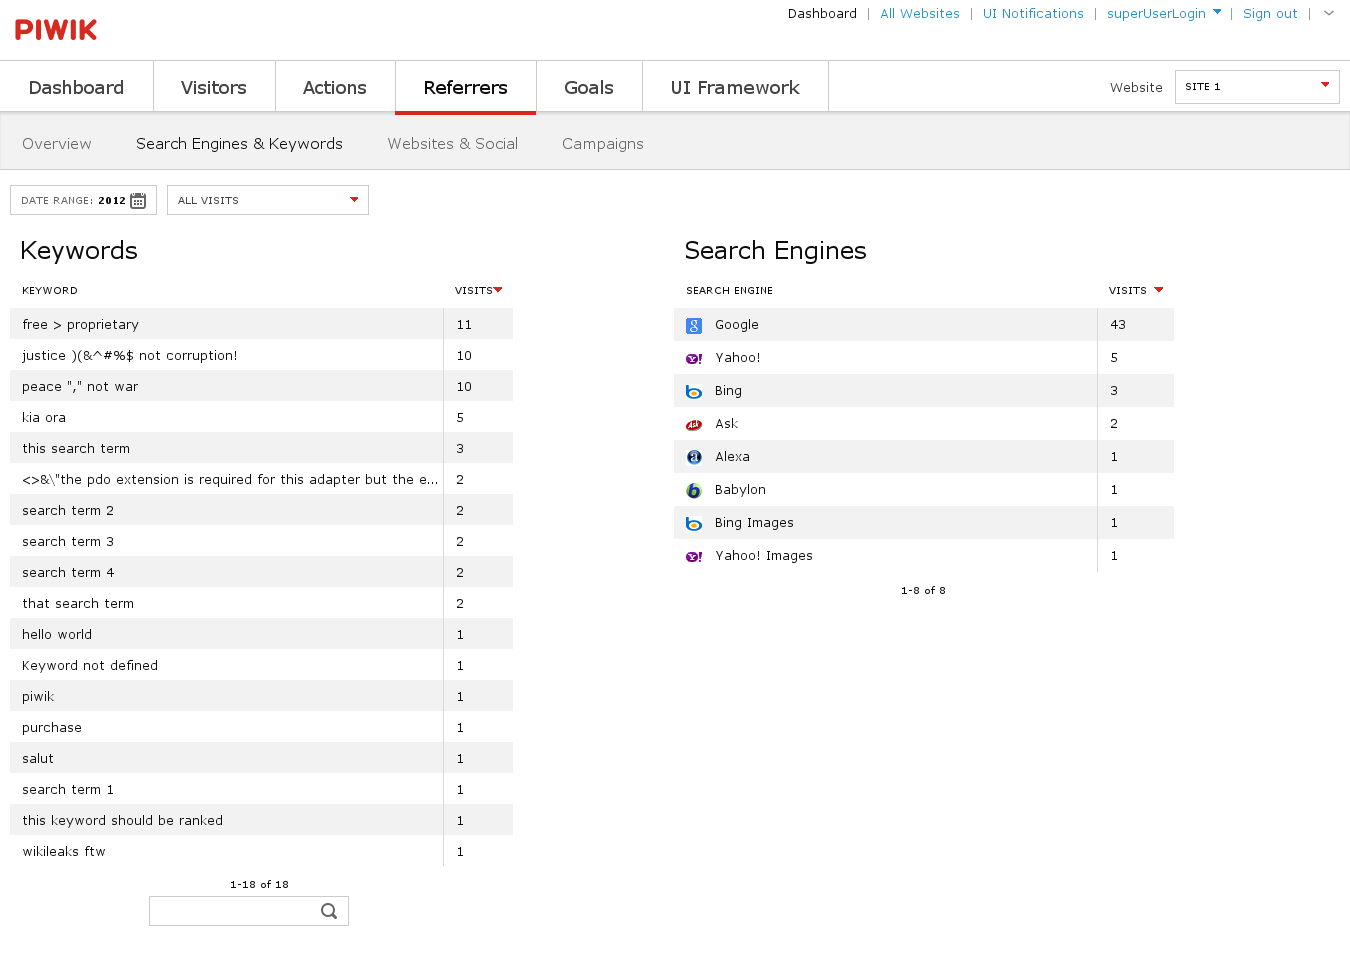 PIWIK
Dashboard | All Websites | UI Notifications | superUserLogin | Sign out |
Dashboard Visitors Actions Referrers Goals UI Framework Website SITE 1
Overview Search Engines & Keywords Websites & Social Campaigns
DATE RANGE: 2012 ALL VISITS
Keywords
KEYWORD VISITS
free > proprietary 11
justice )(&^#%$ not corruption! 10
peace "," not war 10
kia ora 5
this search term 3
<>&\"the pdo extension is required for this adapter but the e... 2
search term 2 2
search term 3 2
search term 4 2
that search term 2
hello world 1
Keyword not defined 1
piwik 1
purchase 1
salut 1
search term 1 1
this keyword should be ranked 1
wikileaks ftw 1
1-18 of 18
Search Engines
SEARCH ENGINE VISITS
Google 43
Yahoo! 5
Bing 3
Ask 2
Alexa 1
Babylon 1
Bing Images 1
Yahoo! Images 1
1-8 of 8